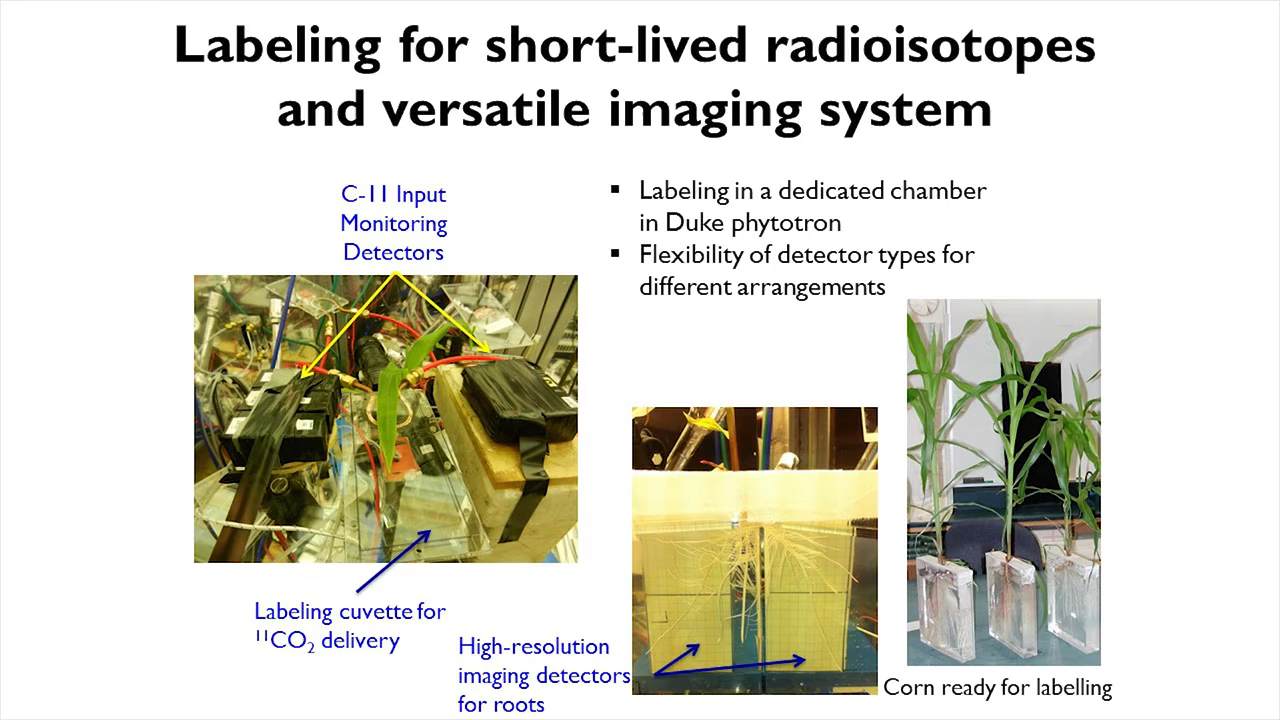 Labeling for short-lived radioisotopes
and versatile imaging system
C-11 Input
Monitoring
Detectors
▪ Labeling in a dedicated chamber
in Duke phytotron
▪ Flexibility of detector types for
different arrangements
Labeling cuvette for
¹¹CO₂ delivery
High-resolution
imaging detectors
for roots
Corn ready for labelling